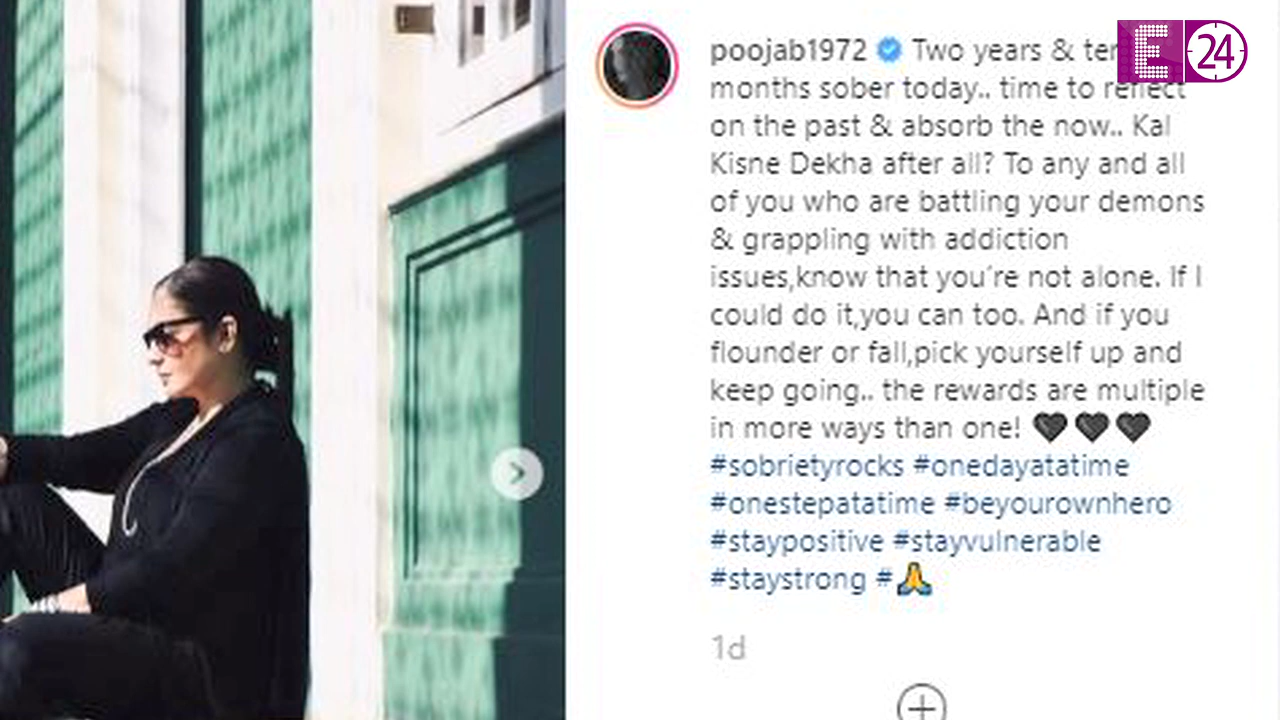 poojab1972 Two years &
months sober today.. time to reflect
on the past & absorb the now.. Kal
Kisne Dekha after all? To any and all
of you who are battling your demons
& grappling with addiction
issues,know that you're not alone. If I
could do it,you can too. And if you
flounder or fall,pick yourself up and
keep going.. the rewards are multiple
in more ways than one! 🖤🖤🖤
#sobrietyrocks #onedayatatime
#onestepatatime #beyourownhero
#staypositive #stayvulnerable
#staystrong #🙏
1d
E 24